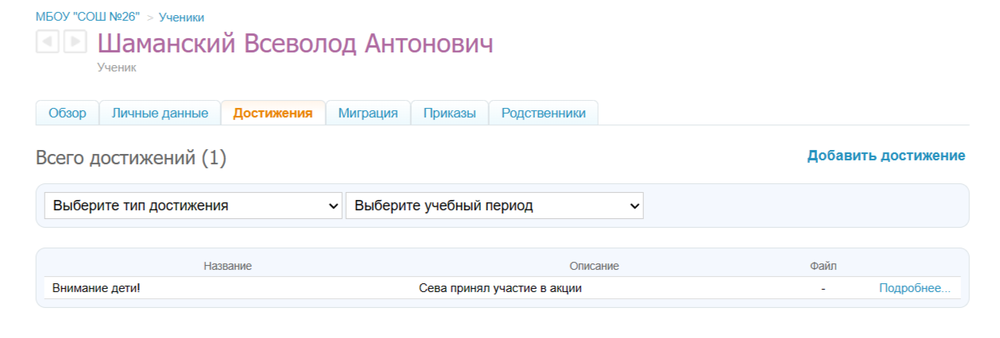 МБОУ "СОШ №26" > Ученики
Шаманский Всеволод Антонович
Ученик
Обзор Личные данные Достижения Миграция Приказы Родственники
Всего достижений (1) Добавить достижение
Выберите тип достижения Выберите учебный период
Название Описание Файл
Внимание дети! Сева принял участие в акции - Подробнее...